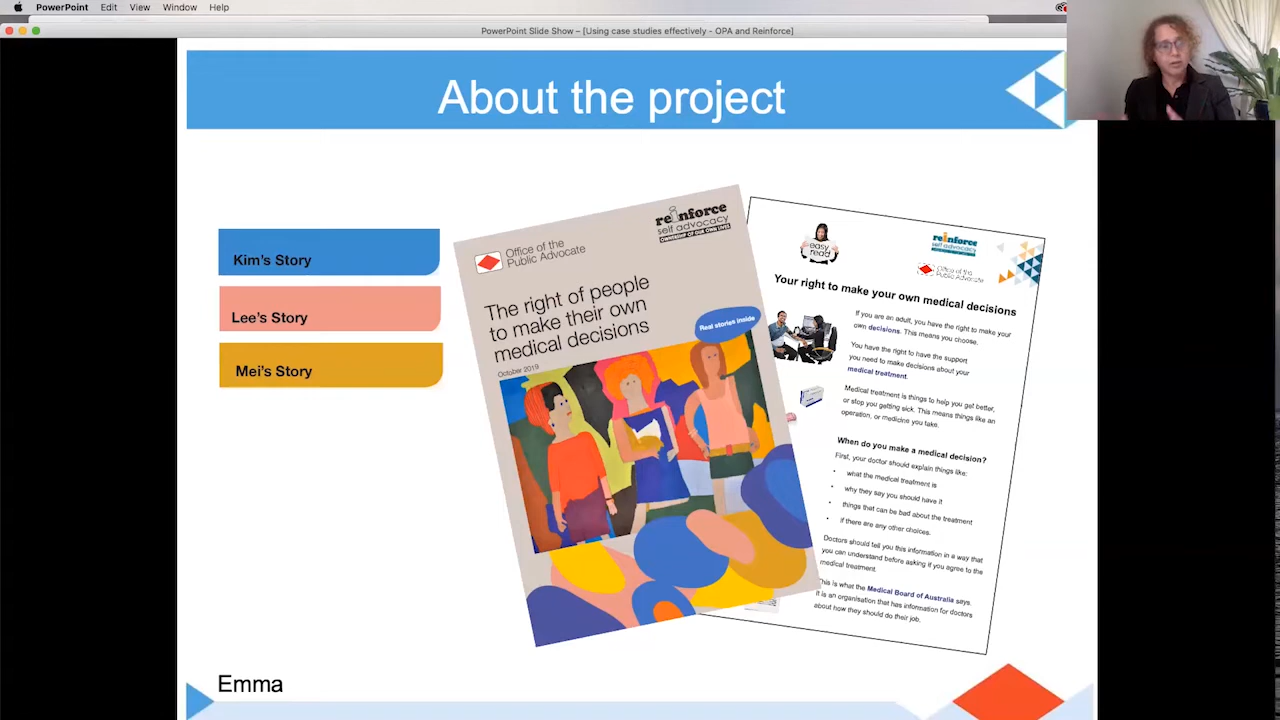 PowerPoint Edit View Window Help
PowerPoint Slide Show – [Using case studies effectively - OPA and Reinforce]
About the project
Kim's Story
Lee's Story
Mei's Story
Office of the
Public Advocate
reinforce
self advocacy
OWNERSHIP OF OUR OWN LIVES
The right of people
to make their own
medical decisions
October 2019
Real stories inside
easy
read
reinforce
self advocacy
Office of the
Public Advocate
Your right to make your own medical decisions
If you are an adult, you have the right to make your
own decisions. This means you choose.
You have the right to have the support
you need to make decisions about your
medical treatment.
Medical treatment is things to help you get better,
or stop you getting sick. This means things like an
operation, or medicine you take.
When do you make a medical decision?
First, your doctor should explain things like:
• what the medical treatment is
• why they say you should have it
• things that can be bad about the treatment
• if there are any other choices.
Doctors should tell you this information in a way that
you can understand before asking if you agree to the
medical treatment.
This is what the Medical Board of Australia says.
It is an organisation that has information for doctors
about how they should do their job.
Emma